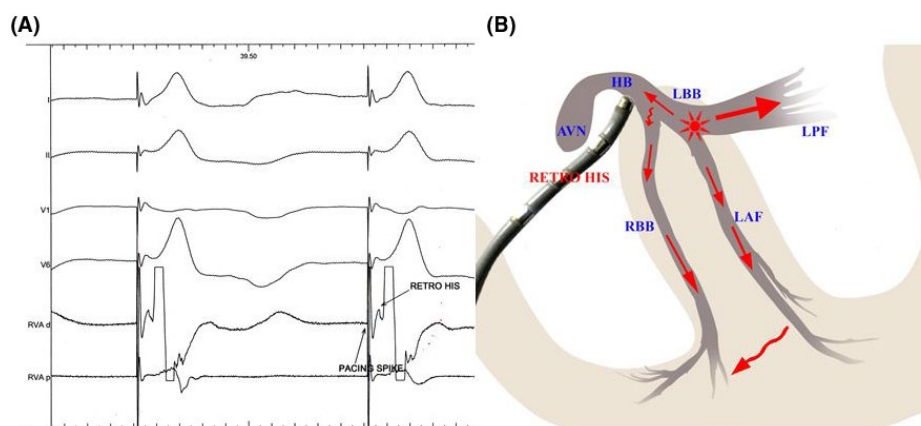 (A)
39.50
I
II
V1
V6
RETRO HIS
RVA d
PACING SPIKE
RVA p
(B)
HB
LBB
AVN
LPF
RETRO HIS
RBB
LAF